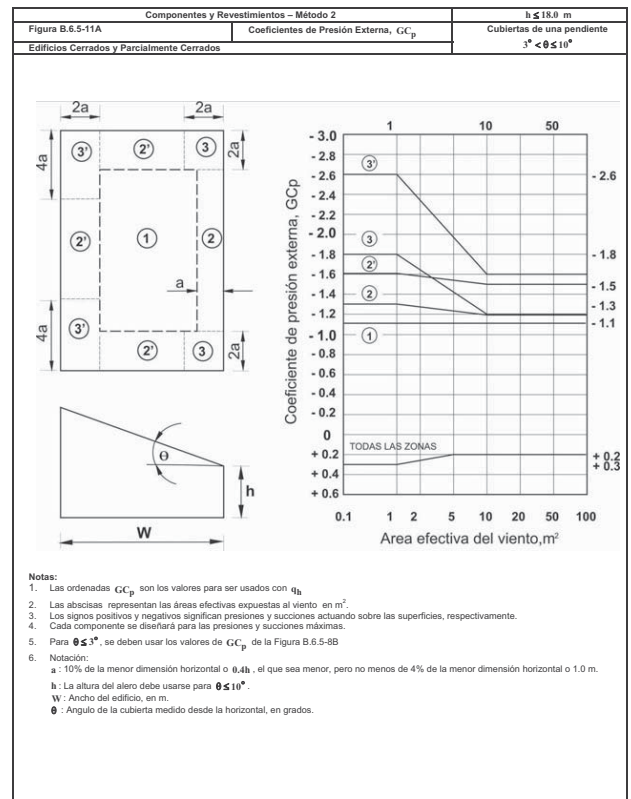 Componentes y Revestimientos – Método 2
h ≤ 18.0 m
Figura B.6.5-11A
Coeficientes de Presión Externa, GCp
Cubiertas de una pendiente
3° < θ ≤ 10°
Edificios Cerrados y Parcialmente Cerrados
2a 2a
4a 3' 2' 3 2a
2' 1 2
a
4a 3' 2' 3 2a
θ
h
W
1 10 50
Coeficiente de presión externa, GCp
- 3.0
- 2.8
- 2.6
- 2.4
- 2.2
- 2.0
- 1.8
- 1.6
- 1.4
- 1.2
- 1.0
- 0.8
- 0.6
- 0.4
- 0.2
0
+ 0.2
+ 0.4
+ 0.6
3'
3
2'
2
1
TODAS LAS ZONAS
- 2.6
- 1.8
- 1.5
- 1.3
- 1.1
+ 0.2
+ 0.3
0.1 1 2 5 10 20 50 100
Area efectiva del viento,m²
Notas:
1. Las ordenadas GCp son los valores para ser usados con qh
2. Las abscisas representan las áreas efectivas expuestas al viento en m².
3. Los signos positivos y negativos significan presiones y succiones actuando sobre las superficies, respectivamente.
4. Cada componente se diseñará para las presiones y succiones máximas.
5. Para θ ≤ 3°, se deben usar los valores de GCp de la Figura B.6.5-8B
6. Notación:
a : 10% de la menor dimensión horizontal o 0.4h , el que sea menor, pero no menos de 4% de la menor dimensión horizontal o 1.0 m.
h : La altura del alero debe usarse para θ ≤ 10°.
W : Ancho del edificio, en m.
θ : Angulo de la cubierta medido desde la horizontal, en grados.